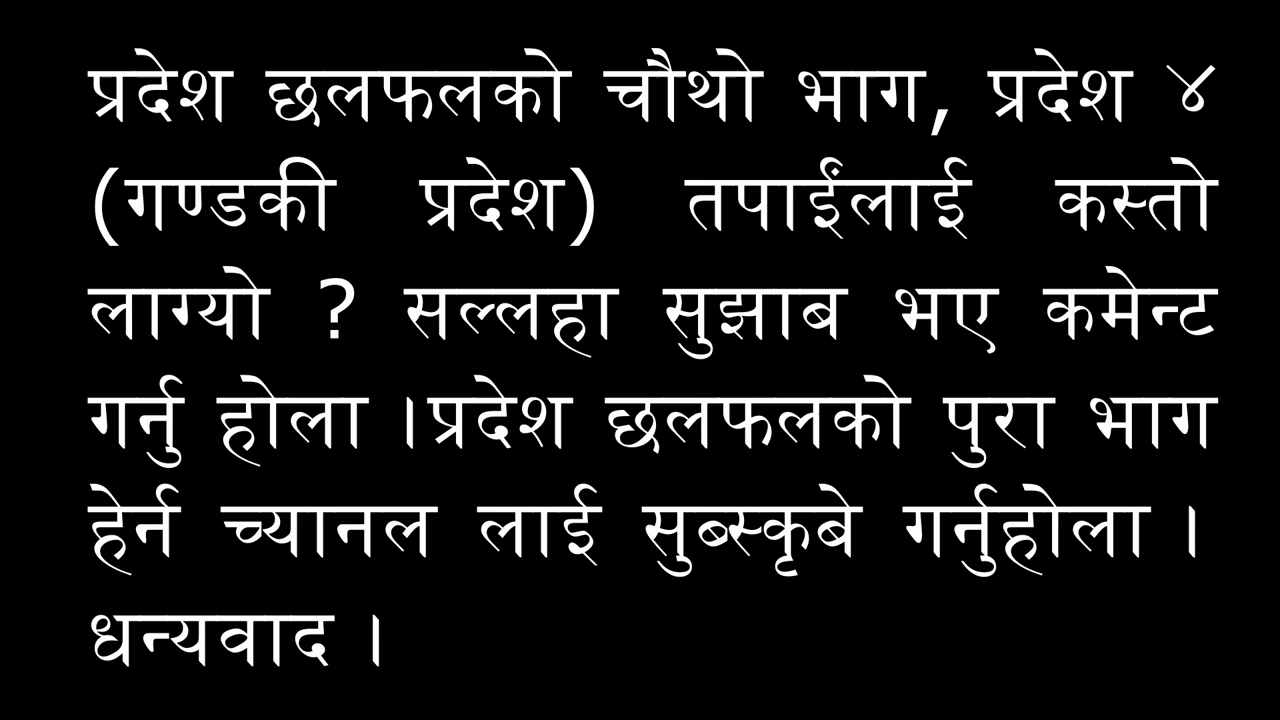 प्रदेश छलफलको चौथो भाग, प्रदेश ४
(गण्डकी प्रदेश) तपाईंलाई कस्तो
लाग्यो ? सल्लहा सुझाब भए कमेन्ट
गर्नु होला ।प्रदेश छलफलको पुरा भाग
हेर्न च्यानल लाई सुब्स्कृबे गर्नुहोला ।
धन्यवाद ।